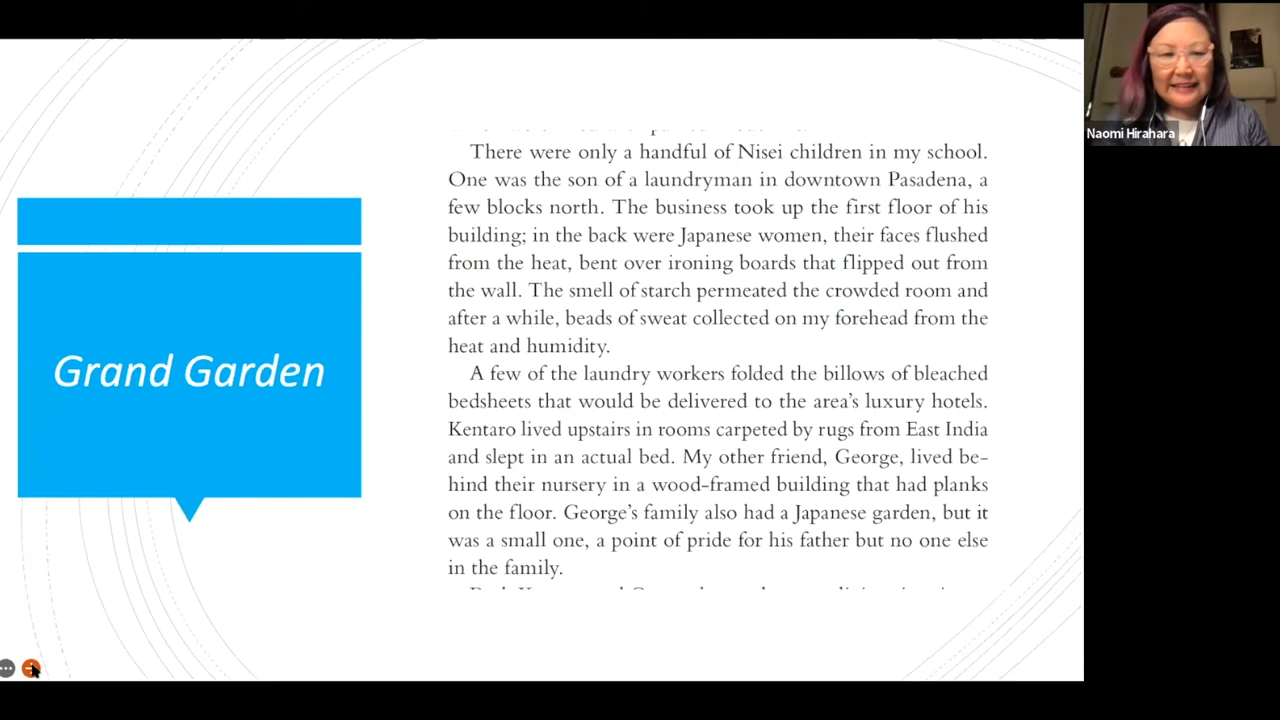 Grand Garden
There were only a handful of Nisei children in my school.
One was the son of a laundryman in downtown Pasadena, a
few blocks north. The business took up the first floor of his
building; in the back were Japanese women, their faces flushed
from the heat, bent over ironing boards that flipped out from
the wall. The smell of starch permeated the crowded room and
after a while, beads of sweat collected on my forehead from the
heat and humidity.
A few of the laundry workers folded the billows of bleached
bedsheets that would be delivered to the area’s luxury hotels.
Kentaro lived upstairs in rooms carpeted by rugs from East India
and slept in an actual bed. My other friend, George, lived be-
hind their nursery in a wood-framed building that had planks
on the floor. George’s family also had a Japanese garden, but it
was a small one, a point of pride for his father but no one else
in the family.
Naomi Hirahara